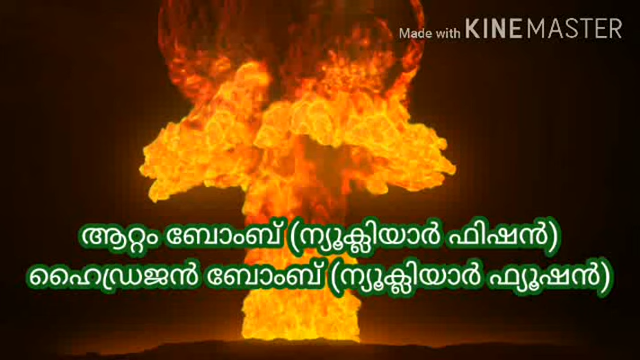 Made with KINEMASTER
ആറ്റം ബോംബ് (ന്യൂക്ലിയാർ ഫിഷൻ)
ഹൈഡ്രജൻ ബോംബ് (ന്യൂക്ലിയാർ ഫ്യൂഷൻ)